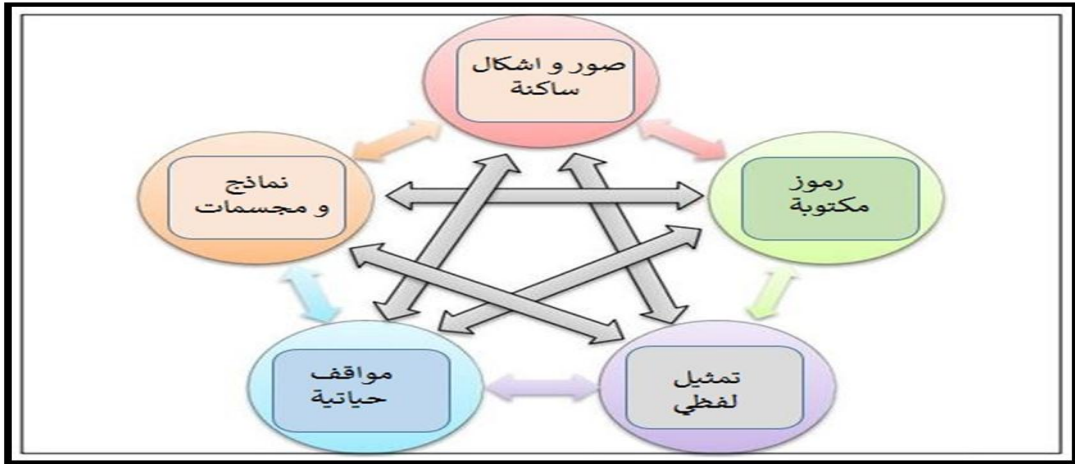 صور و اشكال
ساكنة
رموز
مكتوبة
نماذج
و مجسمات
تمثيل
لفظي
مواقف
حياتية